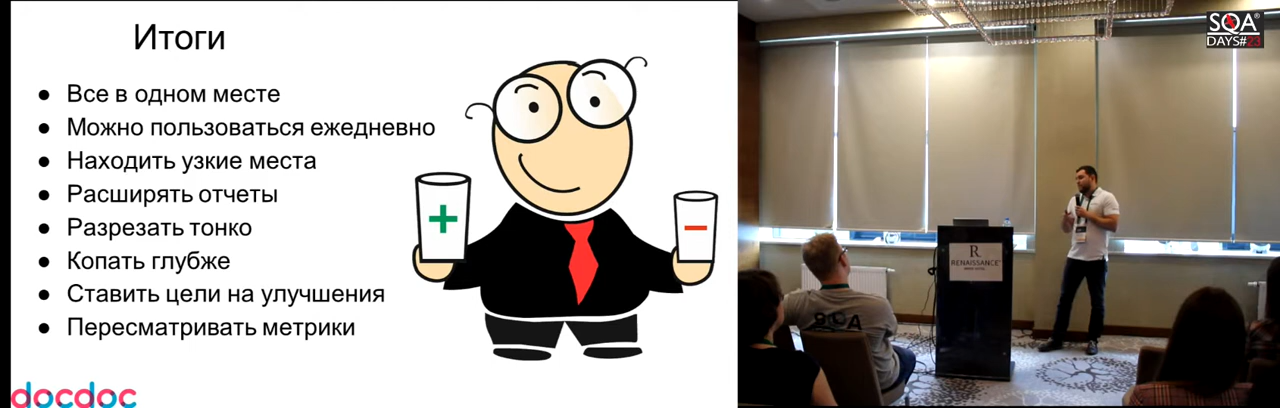 Итоги
Все в одном месте
Можно пользоваться ежедневно
Находить узкие места
Расширять отчеты
Разрезать тонко
Копать глубже
Ставить цели на улучшения
Пересматривать метрики
+
−
docdoc
SQA
DAYS#23
R
RENAISSANCE